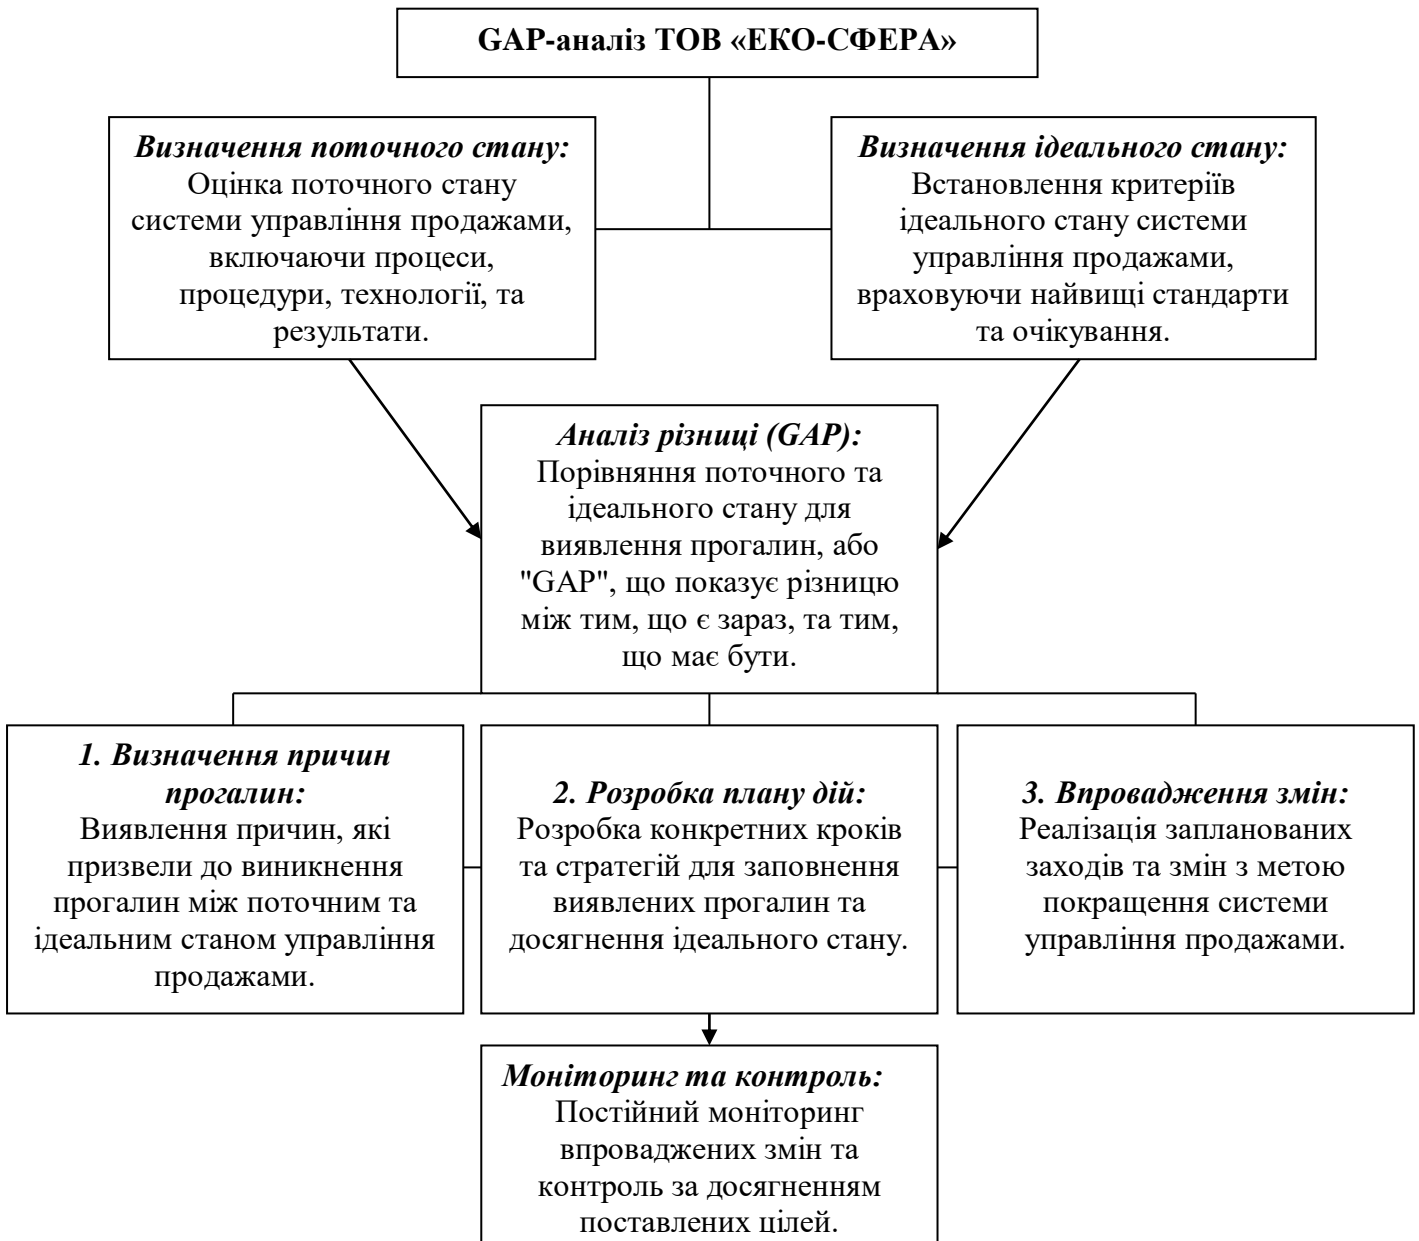 GAP-аналіз ТОВ «ЕКО-СФЕРА»
Визначення поточного стану:
Оцінка поточного стану
системи управління продажами,
включаючи процеси,
процедури, технології, та
результати.
Визначення ідеального стану:
Встановлення критеріїв
ідеального стану системи
управління продажами,
враховуючи найвищі стандарти
та очікування.
Аналіз різниці (GAP):
Порівняння поточного та
ідеального стану для
виявлення прогалин, або
"GAP", що показує різницю
між тим, що є зараз, та тим,
що має бути.
1. Визначення причин
прогалин:
Виявлення причин, які
призвели до виникнення
прогалин між поточним та
ідеальним станом управління
продажами.
2. Розробка плану дій:
Розробка конкретних кроків
та стратегій для заповнення
виявлених прогалин та
досягнення ідеального стану.
3. Впровадження змін:
Реалізація запланованих
заходів та змін з метою
покращення системи
управління продажами.
Моніторинг та контроль:
Постійний моніторинг
впроваджених змін та
контроль за досягненням
поставлених цілей.